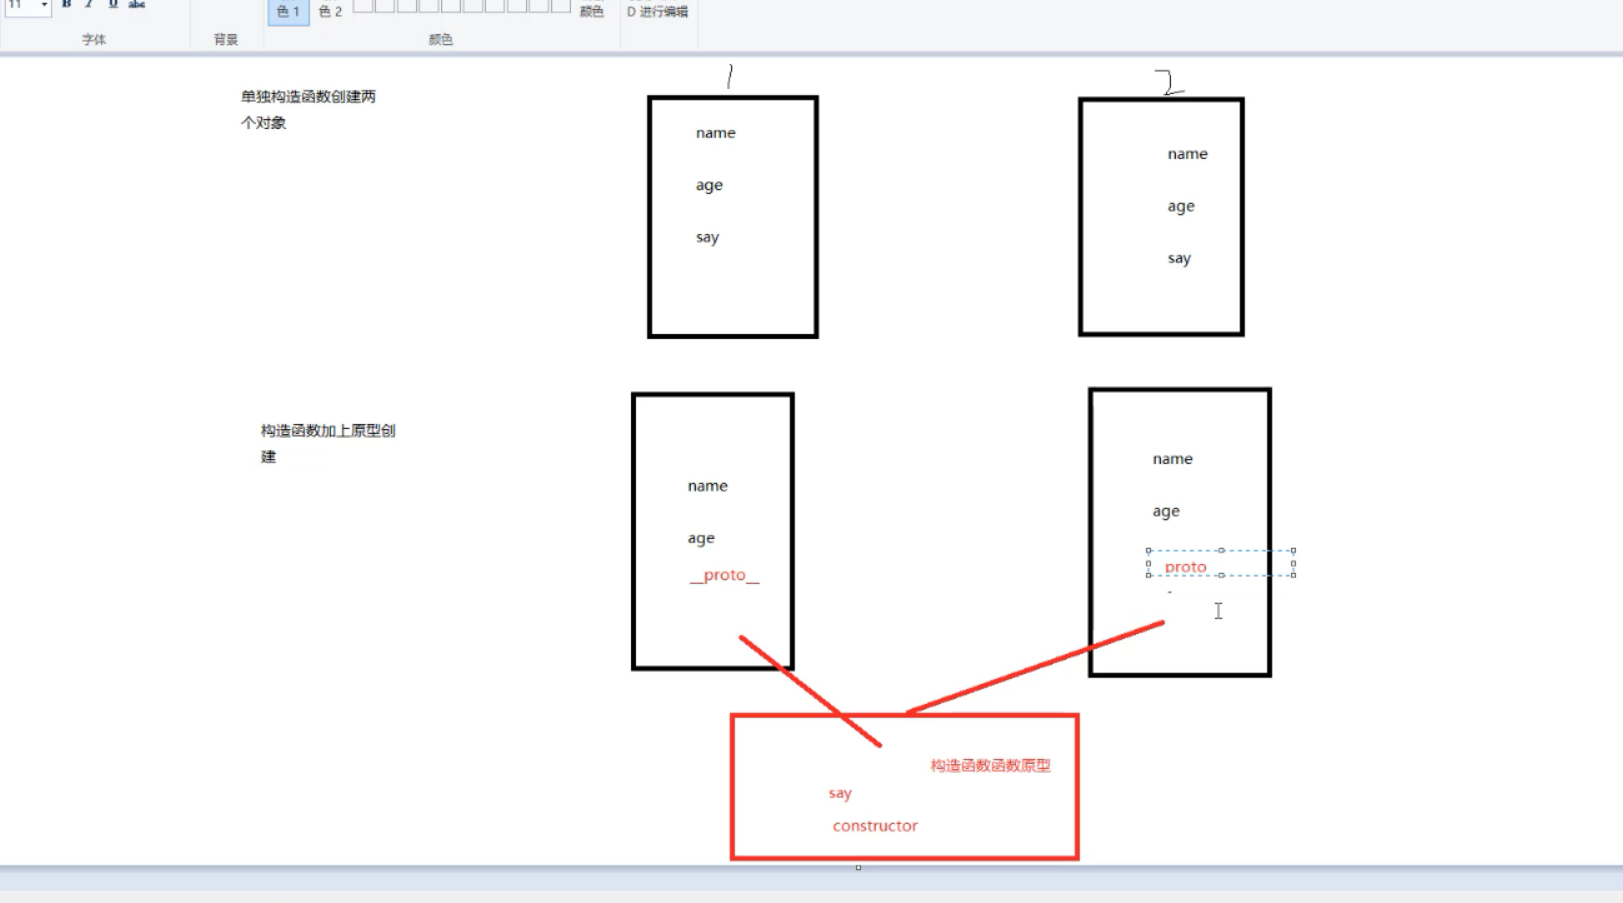 11
B
U
abc
色 1
色 2
颜色
D 进行编辑
字体
背景
颜色
单独构造函数创建两
个对象
1
2
name
age
say
name
age
say
构造函数加上原型创
建
name
age
__proto__
name
age
proto
构造函数函数原型
say
constructor